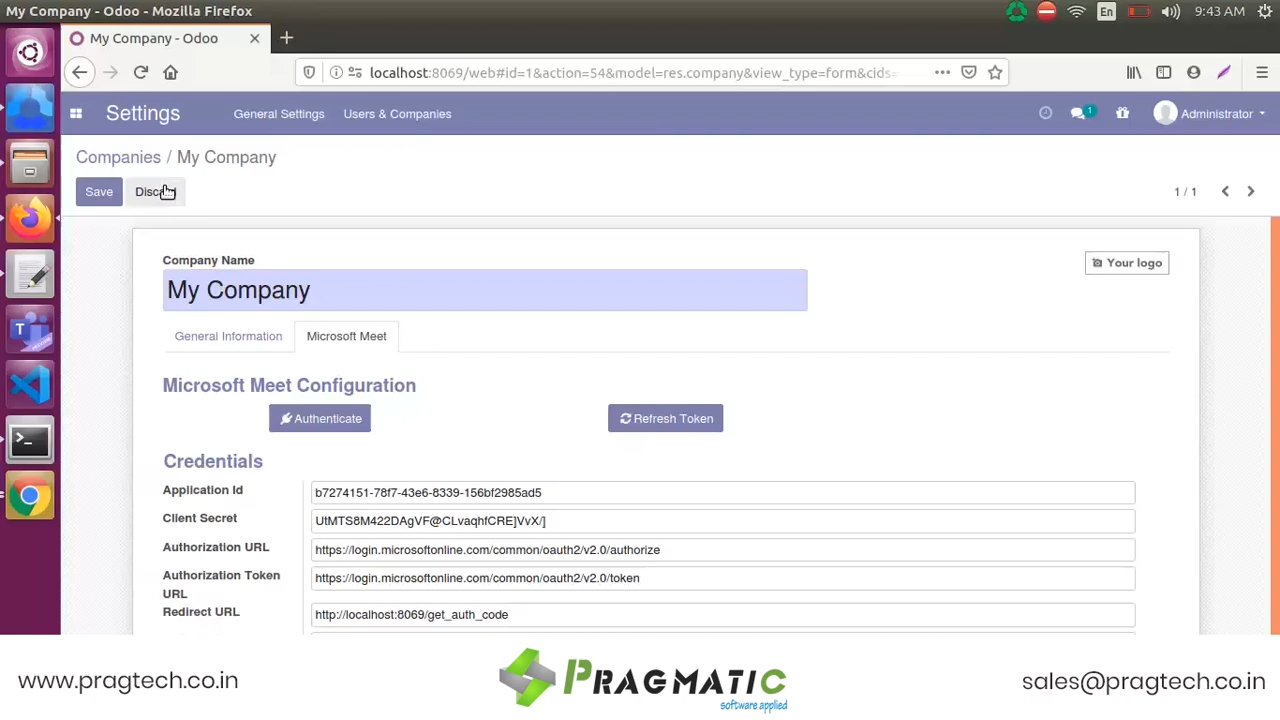 My Company - Odoo - Mozilla Firefox
En
9:43 AM
My Company - Odoo
localhost:8069/web#id=1&action=54&model=res.company&view_type=form&cids=
Settings
General Settings
Users & Companies
1
Administrator
Companies / My Company
Save
1 / 1
Company Name
Your logo
My Company
General Information
Microsoft Meet
Microsoft Meet Configuration
Authenticate
Refresh Token
Credentials
Application Id
b7274151-78f7-43e6-8339-156bf2985ad5
Client Secret
UtMTS8M422DAgVF@CLvaqhfCRE]VvX/]
Authorization URL
https://login.microsoftonline.com/common/oauth2/v2.0/authorize
Authorization Token
URL
https://login.microsoftonline.com/common/oauth2/v2.0/token
Redirect URL
http://localhost:8069/get_auth_code
www.pragtech.co.in
PRAGMATIC
software applied
sales@pragtech.co.in